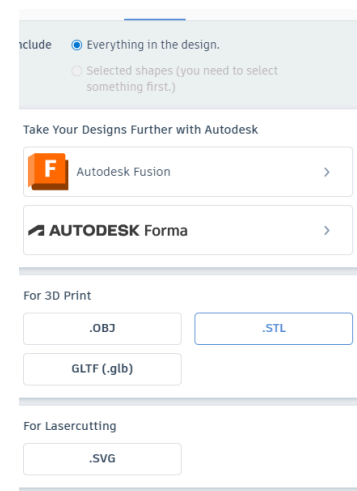 Everything in the design.
Selected shapes (you need to select
something first.)
Take Your Designs Further with Autodesk
F Autodesk Fusion
AUTODESK Forma
For 3D Print
.OBJ .STL
GLTF (.glb)
For Lasercutting
.SVG